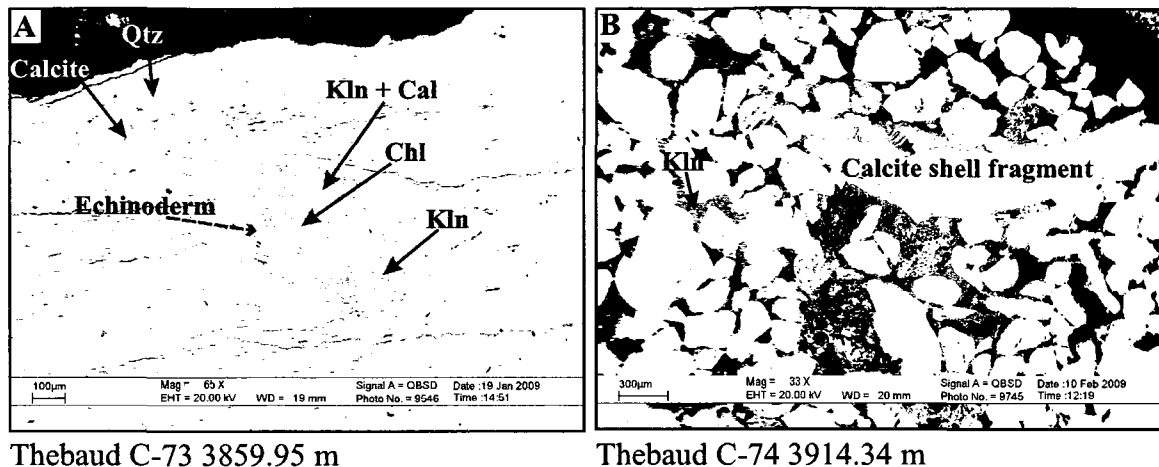 A
Qtz
Calcite
Kln + Cal
Chl
Echinoderm
Kln
100µm
Mag = 65 X
EHT = 20.00 kV WD = 19 mm
Signal A = QBSD Date :19 Jan 2009
Photo No. = 9546 Time :14:51
Thebaud C-73 3859.95 m
B
Kln
Calcite shell fragment
300µm
Mag = 33 X
EHT = 20.00 kV WD = 20 mm
Signal A = QBSD Date :10 Feb 2009
Photo No. = 9745 Time :12:19
Thebaud C-74 3914.34 m